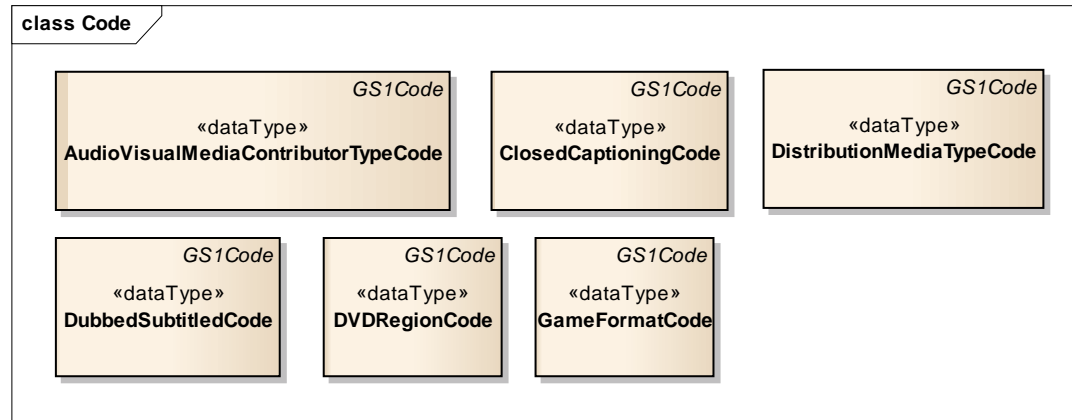 class Code
GS1Code
«dataType»
AudioVisualMediaContributorTypeCode
GS1Code
«dataType»
ClosedCaptioningCode
GS1Code
«dataType»
DistributionMediaTypeCode
GS1Code
«dataType»
DubbedSubtitledCode
GS1Code
«dataType»
DVDRegionCode
GS1Code
«dataType»
GameFormatCode